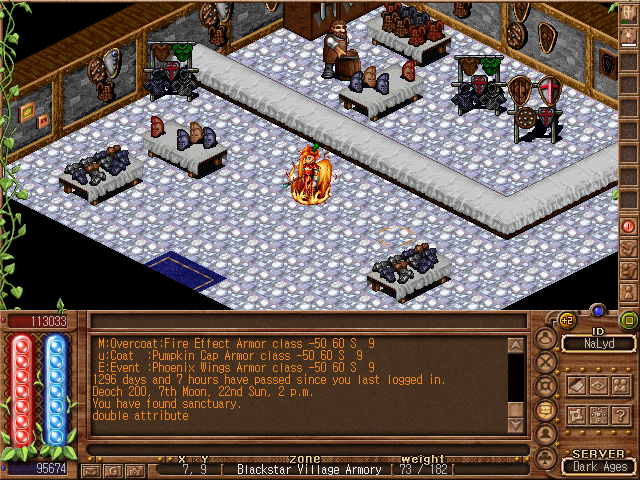 +2
113033
ID
NaLyd
M:Overcoat:Fire Effect Armor class -50 60 S 9
u:Coat :Pumpkin Cap Armor class -50 60 S 9
E:Event :Phoenix Wings Armor class -50 60 S 9
1296 days and 7 hours have passed since you last logged in.
Deoch 200, 7th Moon, 22nd Sun, 2 p.m.
You have found sanctuary.
double attribute
?
x . y zone weight
SERVER
95674
G
7, 9 Blackstar Village Armory 73 / 182
Dark Ages